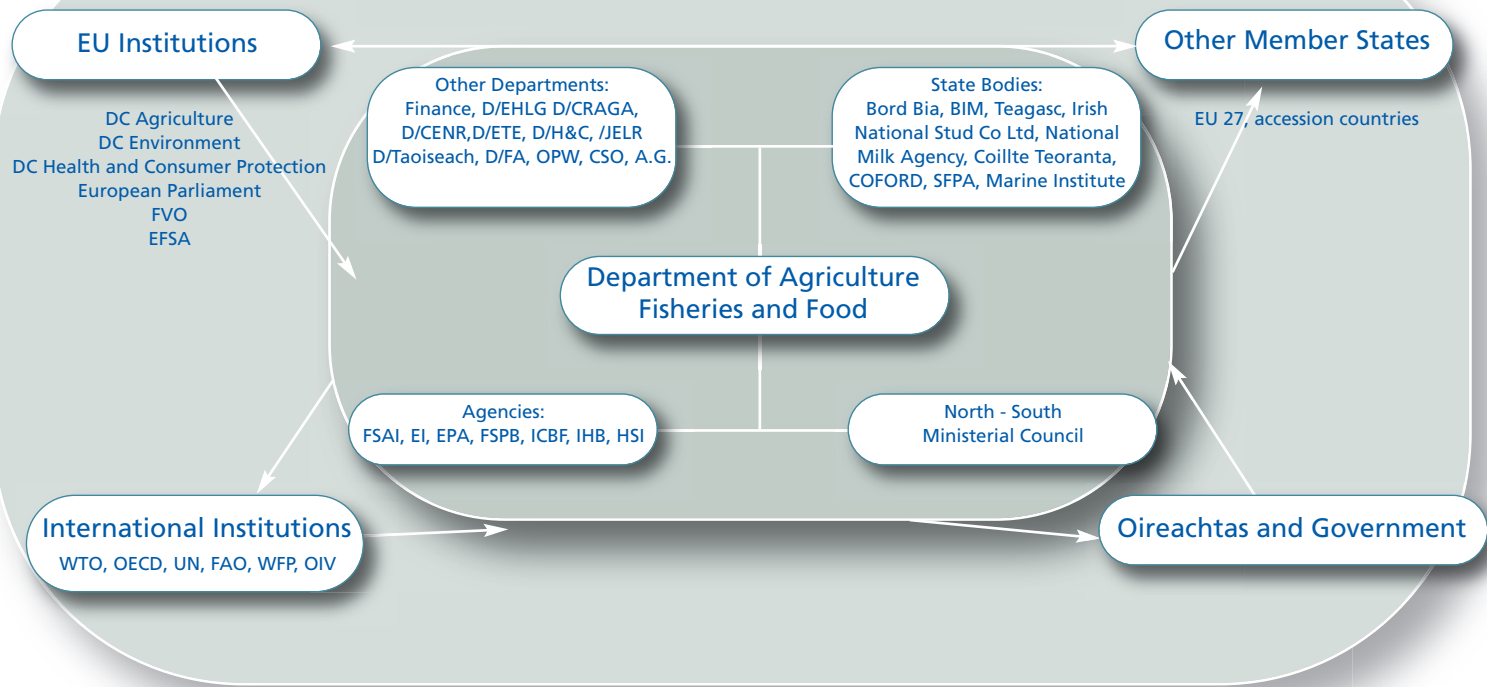 EU Institutions
DC Agriculture
DC Environment
DC Health and Consumer Protection
European Parliament
FVO
EFSA
Other Departments:
Finance, D/EHLG D/CRAGA,
D/CENR,D/ETE, D/H&C, /JELR
D/Taoiseach, D/FA, OPW, CSO, A.G.
State Bodies:
Bord Bia, BIM, Teagasc, Irish
National Stud Co Ltd, National
Milk Agency, Coillte Teoranta,
COFORD, SFPA, Marine Institute
Other Member States
EU 27, accession countries
Department of Agriculture
Fisheries and Food
Agencies:
FSAI, EI, EPA, FSPB, ICBF, IHB, HSI
North - South
Ministerial Council
International Institutions
WTO, OECD, UN, FAO, WFP, OIV
Oireachtas and Government